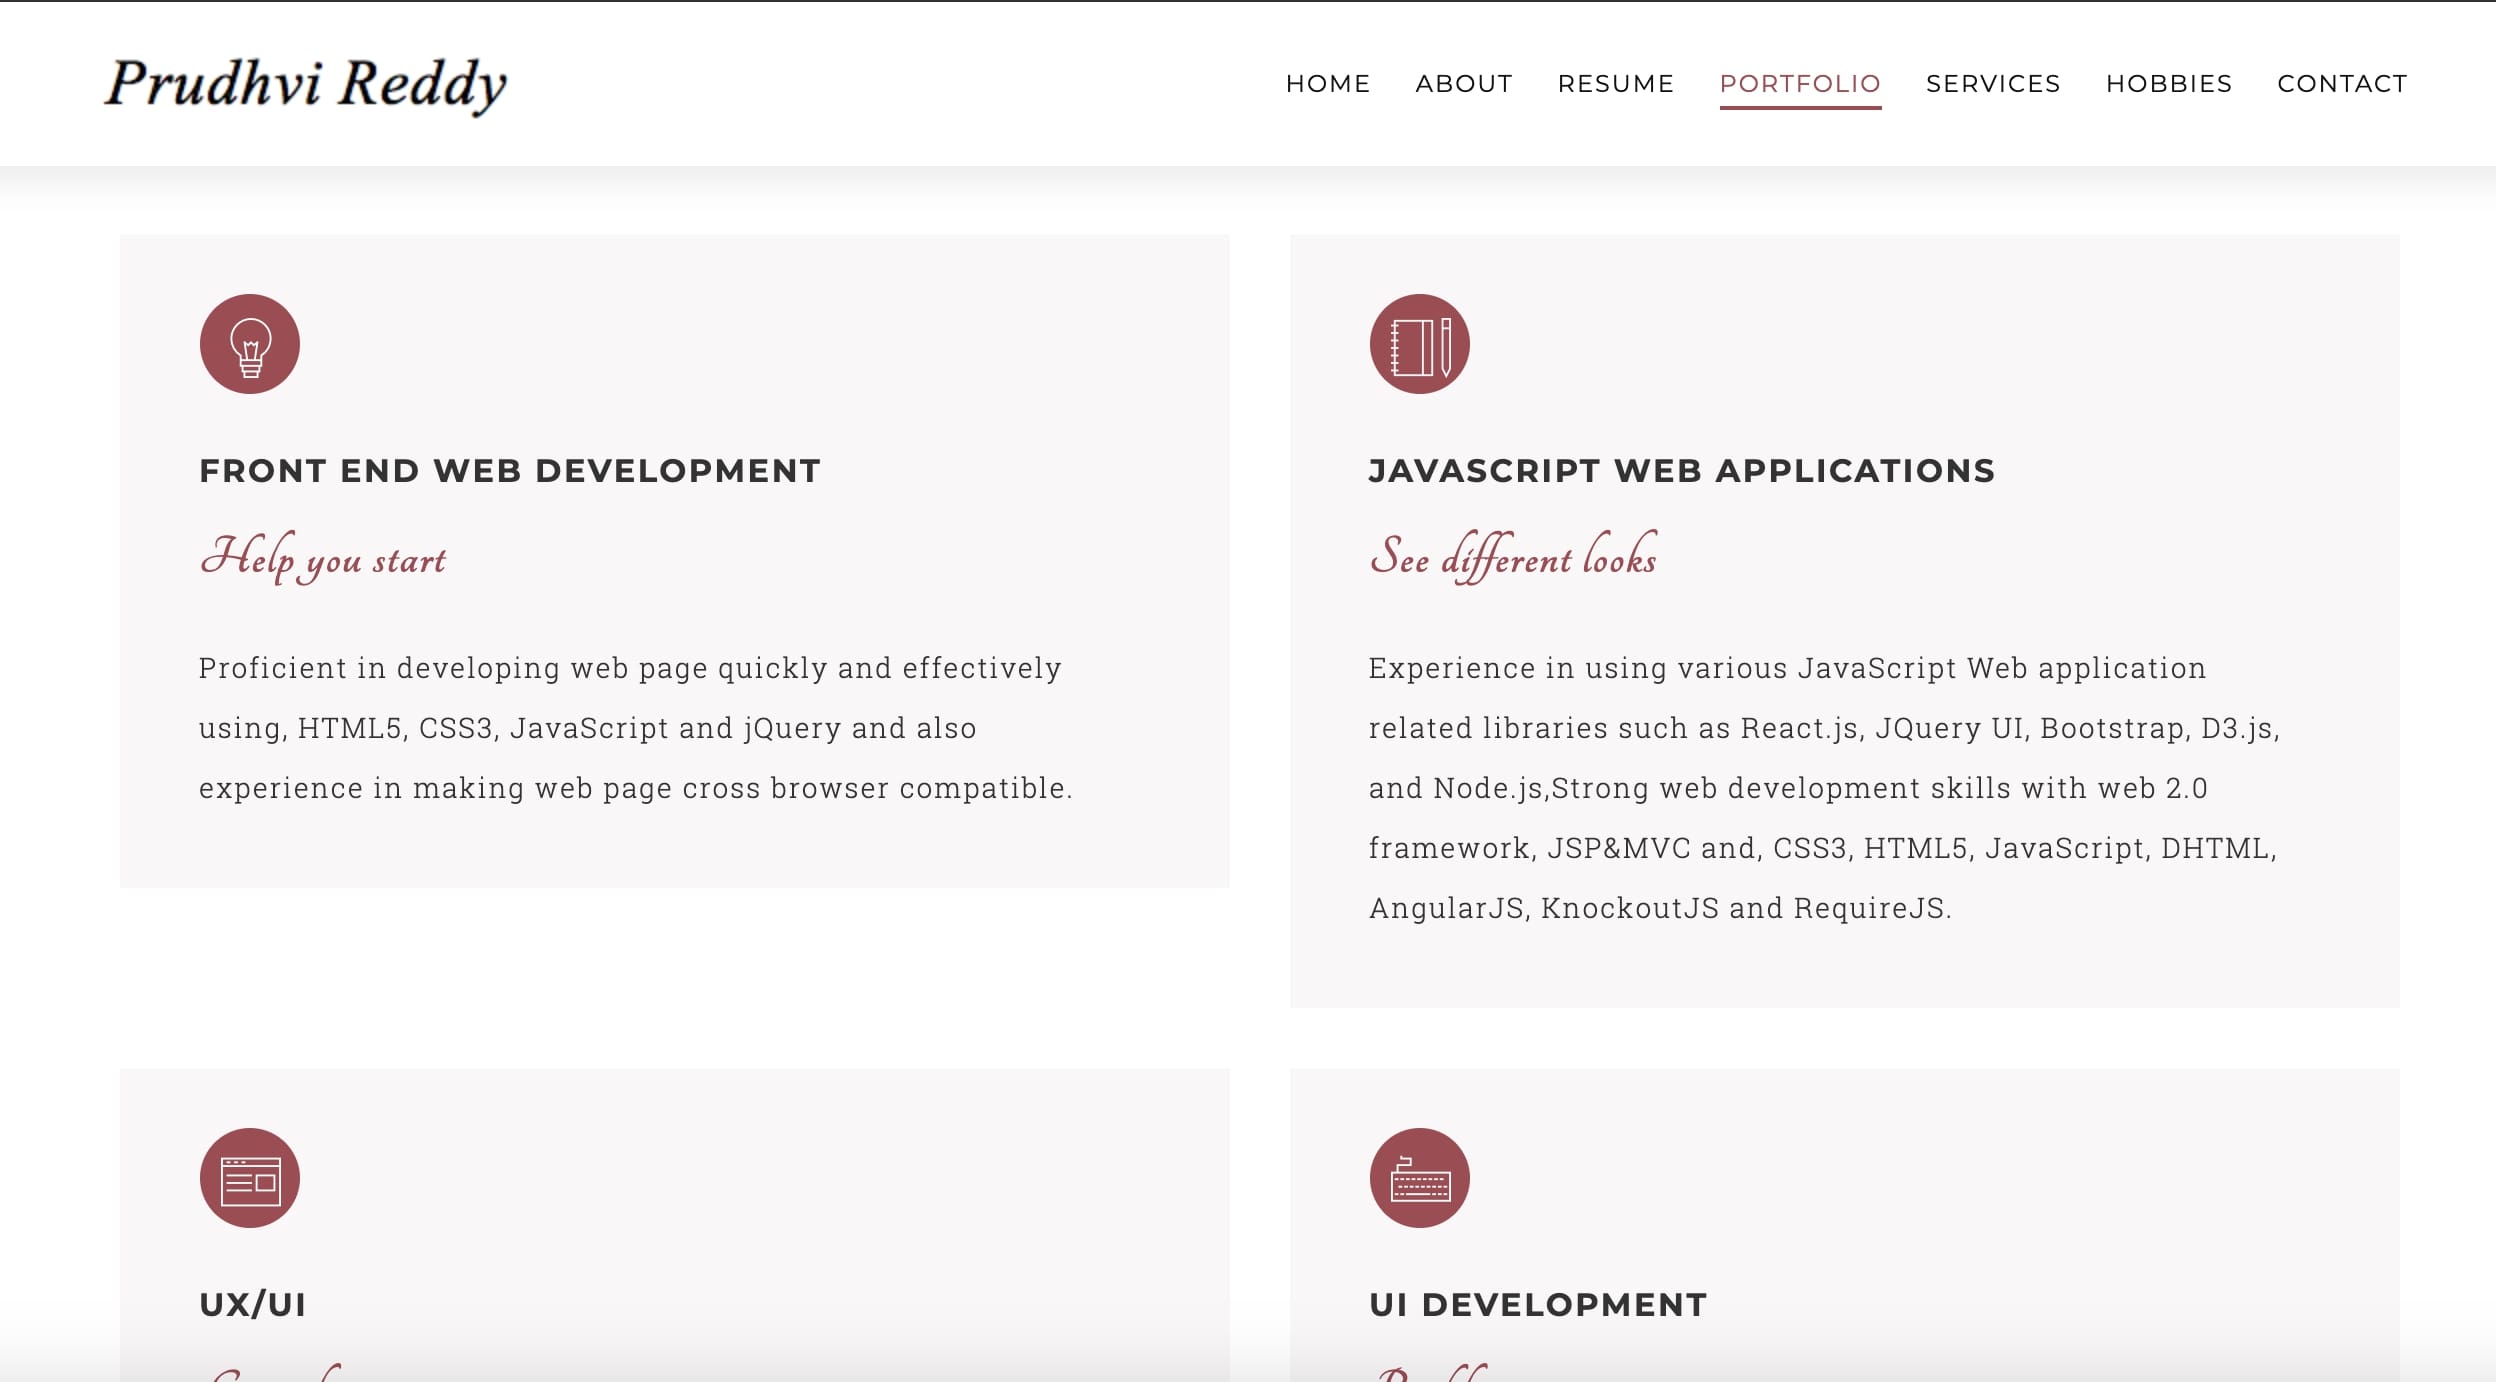 Prudhvi Reddy
HOME ABOUT RESUME PORTFOLIO SERVICES HOBBIES CONTACT
FRONT END WEB DEVELOPMENT
Help you start
Proficient in developing web page quickly and effectively
using, HTML5, CSS3, JavaScript and jQuery and also
experience in making web page cross browser compatible.
JAVASCRIPT WEB APPLICATIONS
See different looks
Experience in using various JavaScript Web application
related libraries such as React.js, JQuery UI, Bootstrap, D3.js,
and Node.js,Strong web development skills with web 2.0
framework, JSP&MVC and, CSS3, HTML5, JavaScript, DHTML,
AngularJS, KnockoutJS and RequireJS.
UX/UI
UI DEVELOPMENT